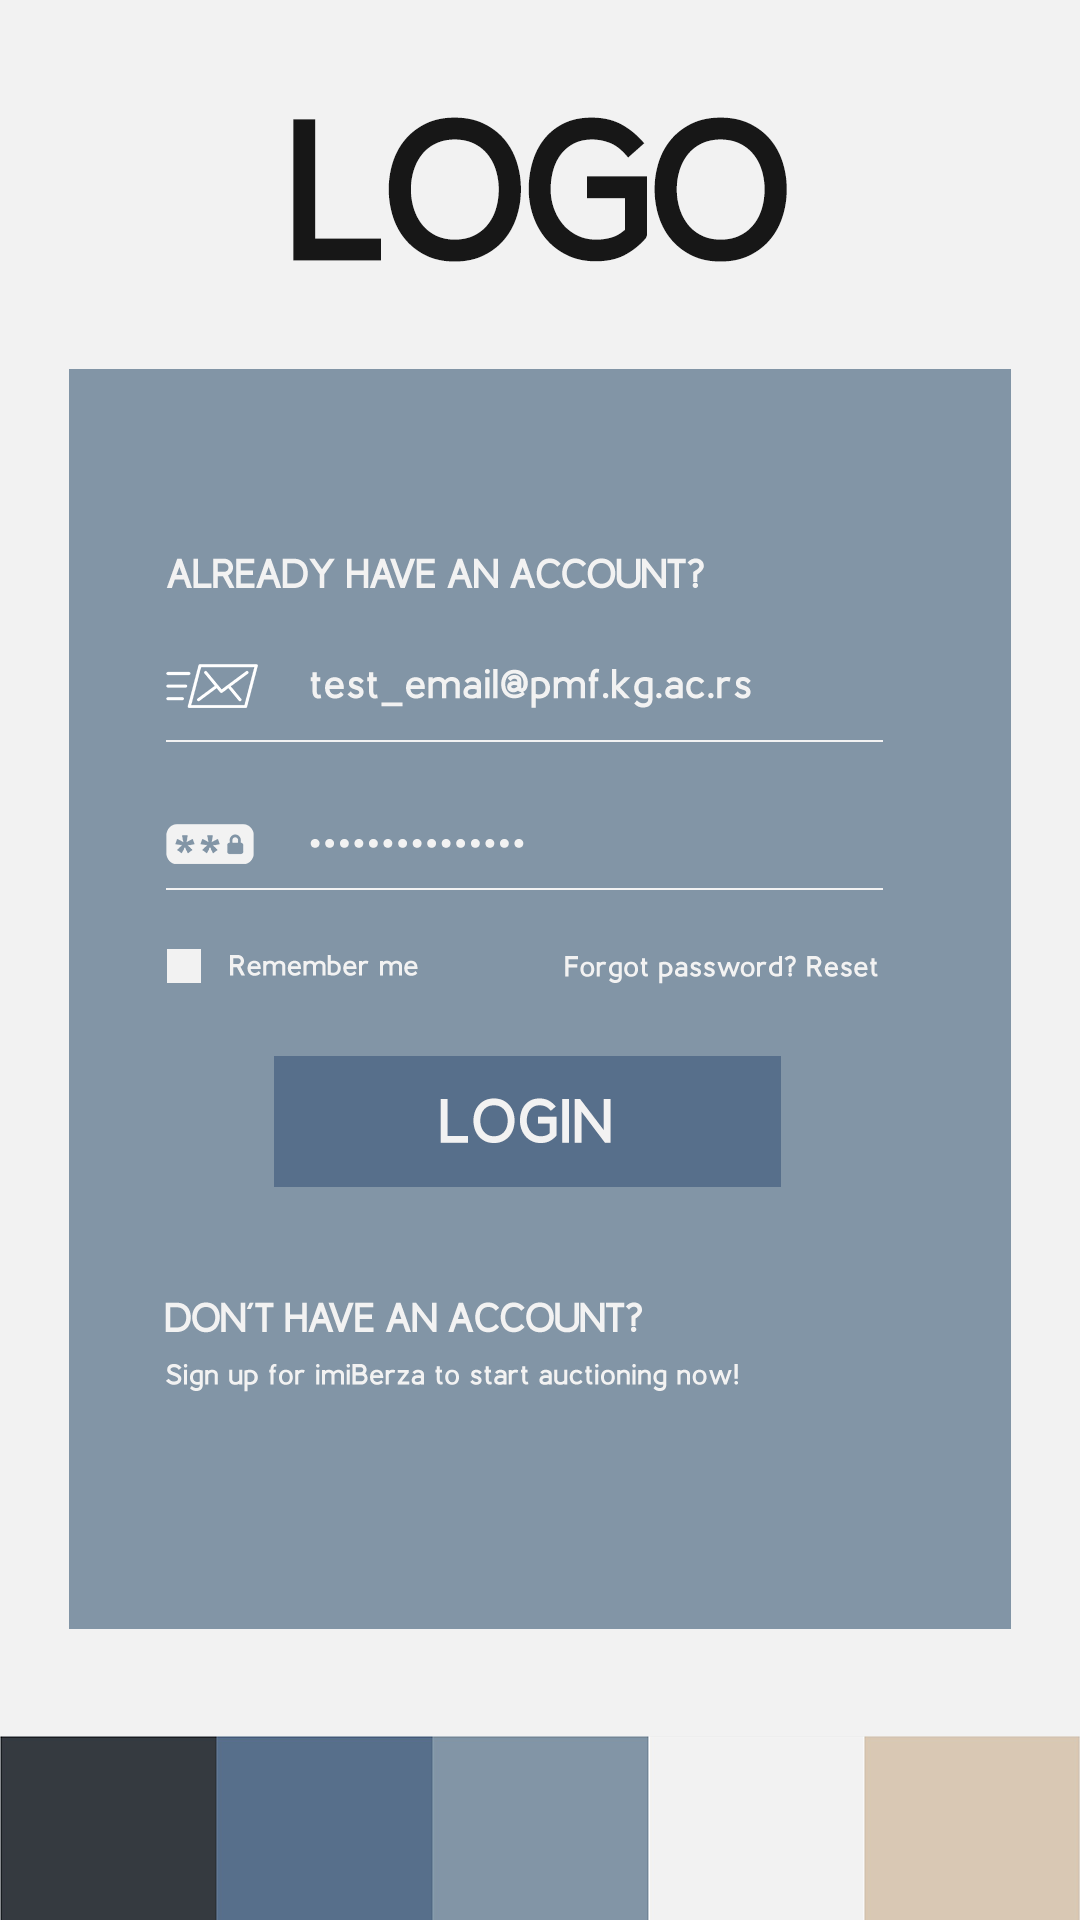 LOGO
ALREADY HAVE AN ACCOUNT?
test_email@pmf.kg.ac.rs
**
•••••••••••••••
Remember me
Forgot password? Reset
LOGIN
DON'T HAVE AN ACCOUNT?
Sign up for imiBerza to start auctioning now!